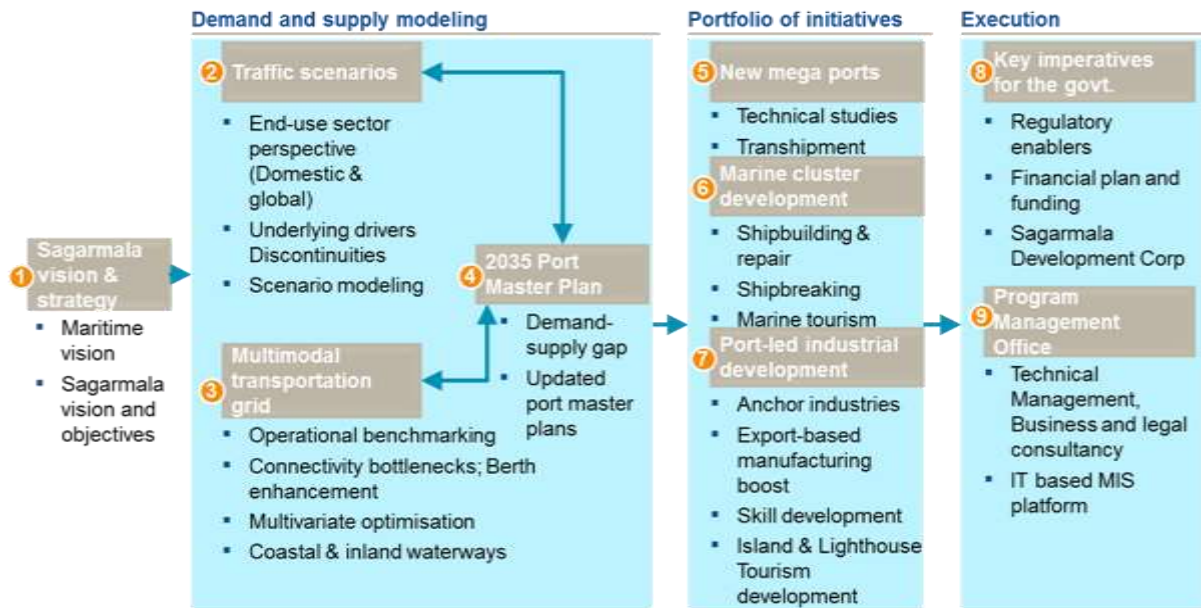 Demand and supply modeling
Portfolio of initiatives
Execution
1
Sagarmala
vision &
strategy
Maritime
vision
Sagarmala
vision and
objectives
2
Traffic scenarios
End-use sector
perspective
(Domestic &
global)
Underlying drivers
Discontinuities
Scenario modeling
3
Multimodal
transportation
grid
Operational benchmarking
Connectivity bottlenecks; Berth
enhancement
Multivariate optimisation
Coastal & inland waterways
4
2035 Port
Master Plan
Demand-
supply gap
Updated
port master
plans
5
New mega ports
Technical studies
Transhipment
6
Marine cluster
development
Shipbuilding &
repair
Shipbreaking
Marine tourism
7
Port-led industrial
development
Anchor industries
Export-based
manufacturing
boost
Skill development
Island & Lighthouse
Tourism
development
8
Key imperatives
for the govt.
Regulatory
enablers
Financial plan and
funding
Sagarmala
Development Corp
9
Program
Management
Office
Technical
Management,
Business and legal
consultancy
IT based MIS
platform